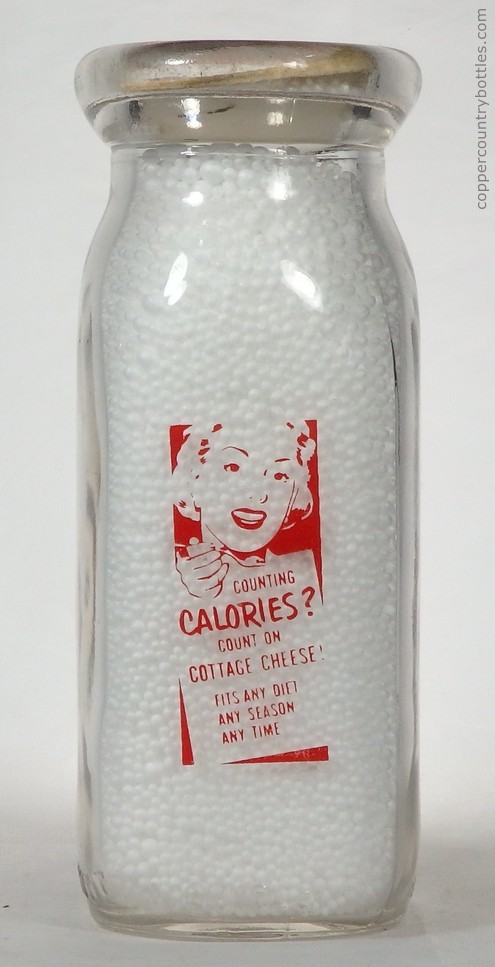 coppercountrybottles.com
COUNTING
CALORIES?
COUNT ON
COTTAGE CHEESE!
FITS ANY DIET
ANY SEASON
ANY TIME